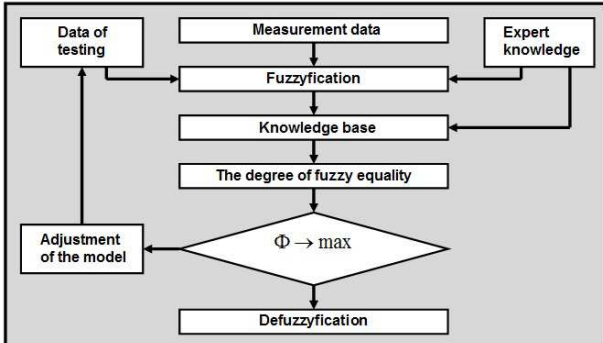 Data of
testing
Measurement data
Expert
knowledge
Fuzzyfication
Knowledge base
The degree of fuzzy equality
Φ → max
Adjustment
of the model
Defuzzyfication